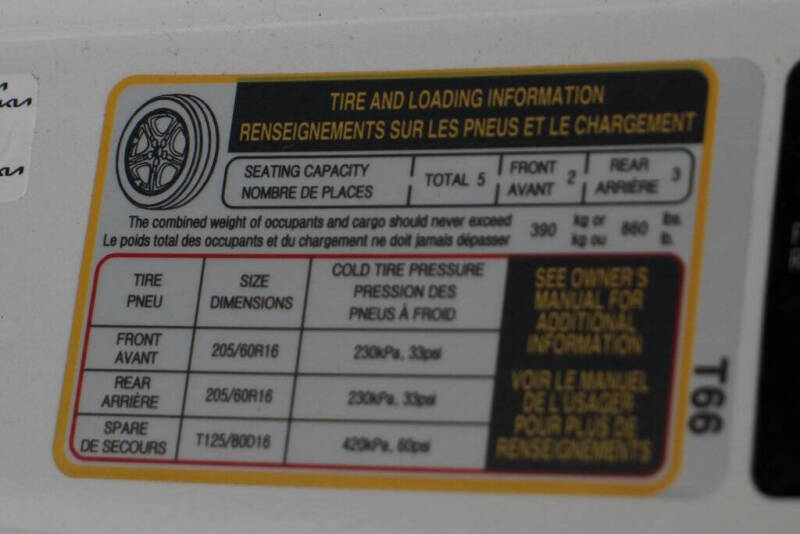 TIRE AND LOADING INFORMATION
RENSEIGNEMENTS SUR LES PNEUS ET LE CHARGEMENT
SEATING CAPACITY
NOMBRE DE PLACES
TOTAL 5
FRONT
AVANT
2
REAR
ARRIÈRE
3
The combined weight of occupants and cargo should never exceed 390 kg or 860 lbs.
Le poids total des occupants et du chargement ne doit jamais dépasser kg ou lb.
TIRE
PNEU
SIZE
DIMENSIONS
COLD TIRE PRESSURE
PRESSION DES
PNEUS À FROID
FRONT
AVANT
205/60R16
230kPa, 33psi
REAR
ARRIÈRE
205/60R16
230kPa, 33psi
SPARE
DE SECOURS
T125/80D16
420kPa, 60psi
SEE OWNER'S
MANUAL FOR
ADDITIONAL
INFORMATION
VOIR LE MANUEL
DE L'USAGER
POUR PLUS DE
RENSEIGNEMENTS
T66